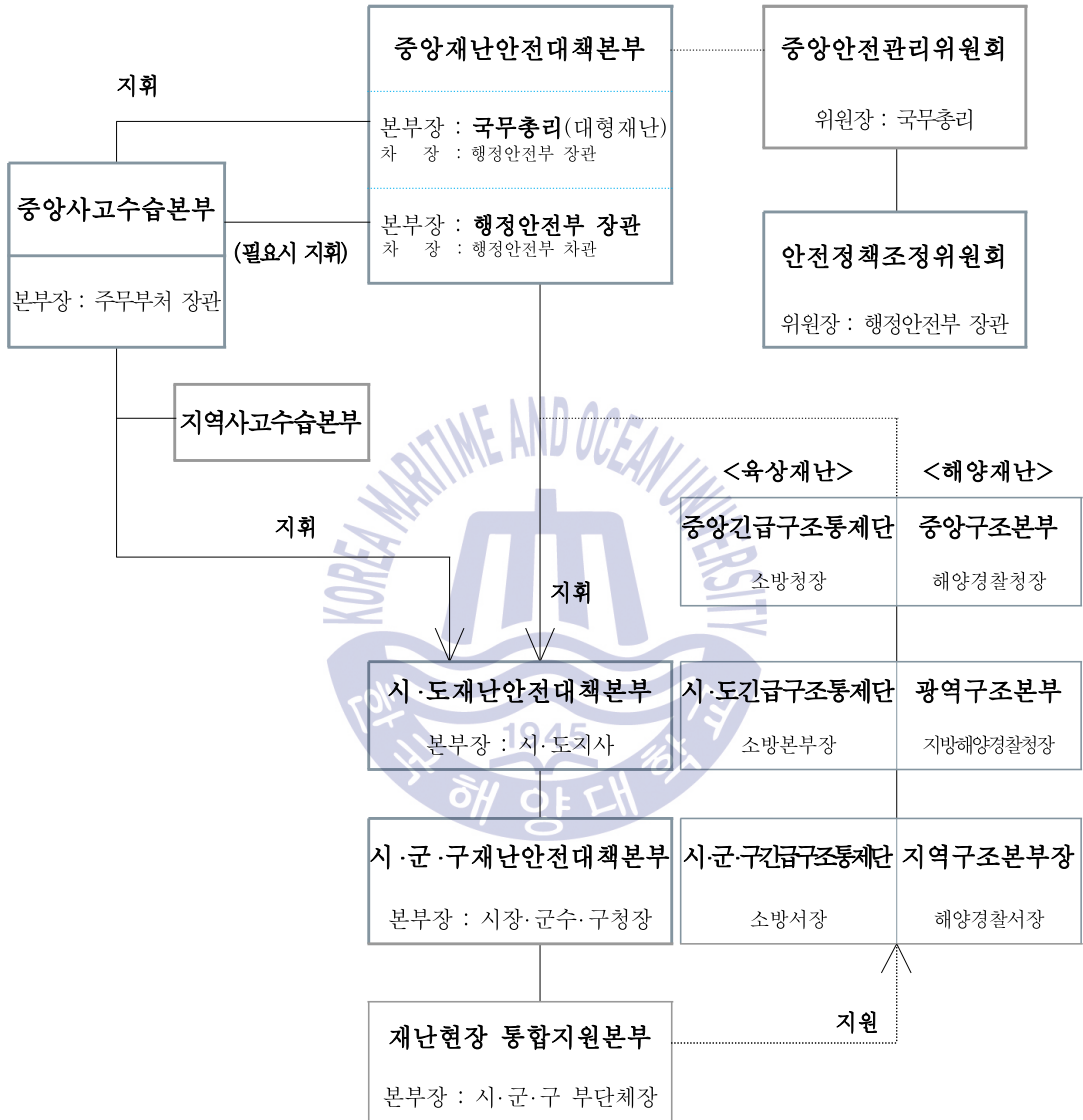 중앙재난안전대책본부
본부장 : 국무총리(대형재난)
차 장 : 행정안전부 장관
본부장 : 행정안전부 장관
차 장 : 행정안전부 차관
중앙안전관리위원회
위원장 : 국무총리
안전정책조정위원회
위원장 : 행정안전부 장관
지휘
중앙사고수습본부
본부장 : 주무부처 장관
(필요시 지휘)
지역사고수습본부
지휘
지휘
<육상재난>
<해양재난>
중앙긴급구조통제단
소방청장
중앙구조본부
해양경찰청장
시·도재난안전대책본부
본부장 : 시·도지사
시·도긴급구조통제단
소방본부장
광역구조본부
지방해양경찰청장
시·군·구재난안전대책본부
본부장 : 시장·군수·구청장
시·군·구긴급구조통제단
소방서장
지역구조본부장
해양경찰서장
재난현장 통합지원본부
본부장 : 시·군·구 부단체장
지원
KOREA MARITIME AND OCEAN UNIVERSITY
1945
한국해양대학교